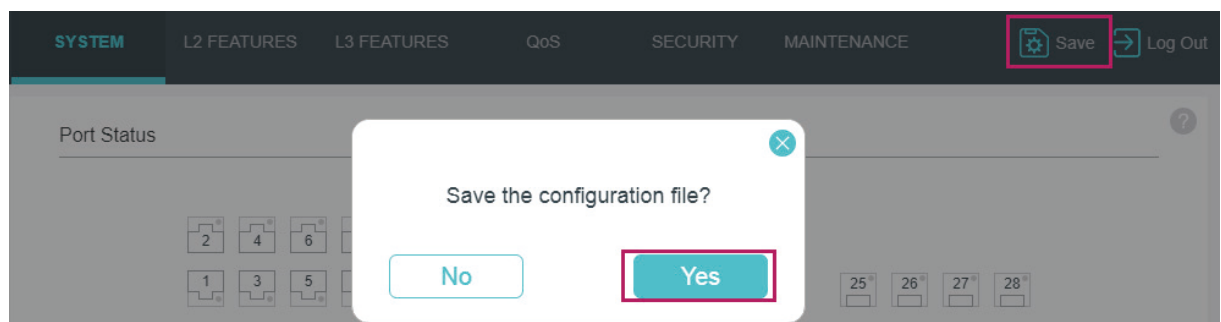 SYSTEM L2 FEATURES L3 FEATURES QoS SECURITY MAINTENANCE Save Log Out
Port Status ?
Save the configuration file?
2 4 6
No Yes
1 3 5 25 26 27 28